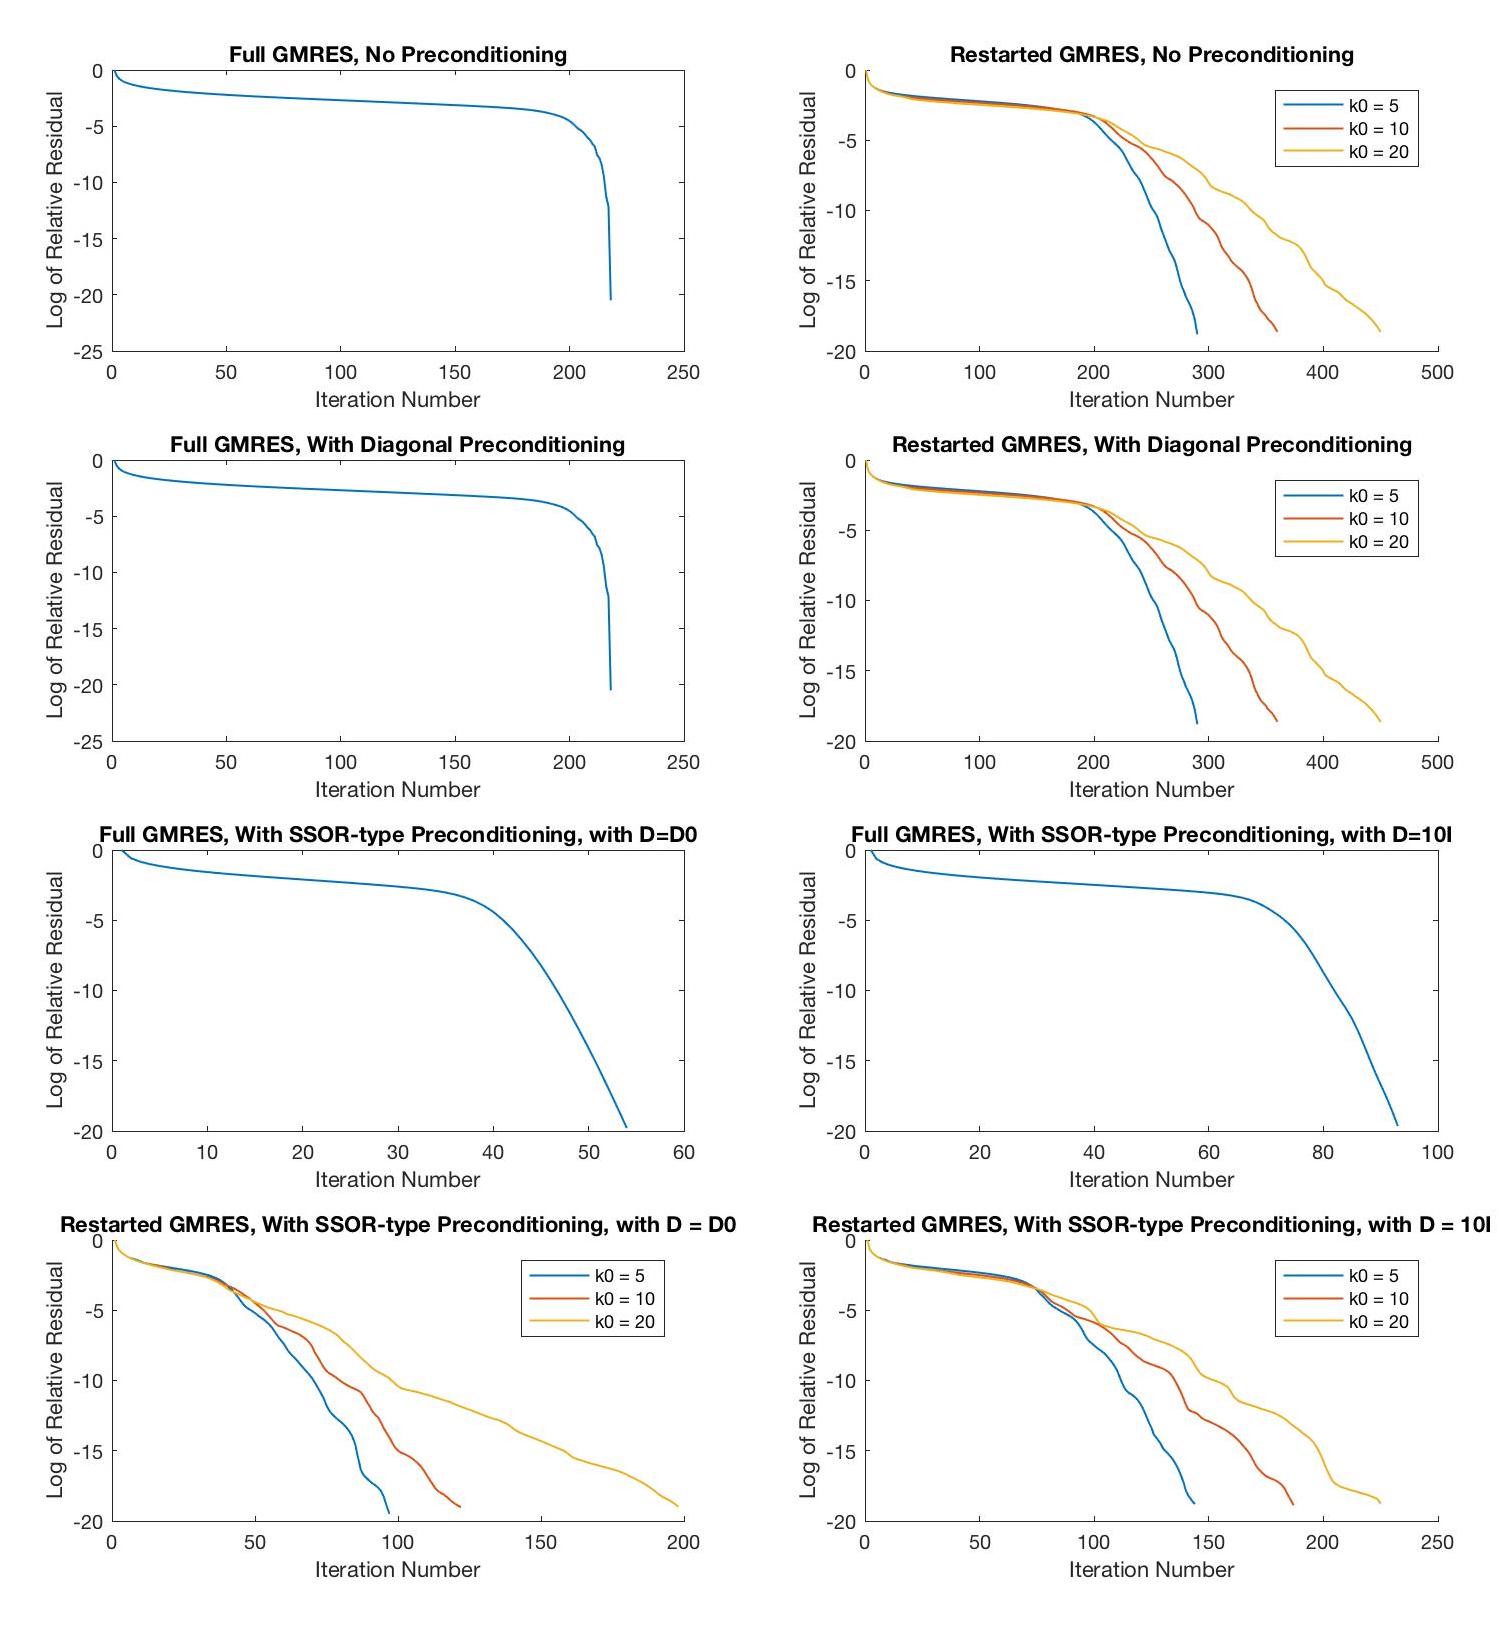 Full GMRES, No Preconditioning
0
-5
-10
-15
-20
-25
Log of Relative Residual
0 50 100 150 200 250
Iteration Number
Restarted GMRES, No Preconditioning
0
-5
-10
-15
-20
Log of Relative Residual
k0 = 5
k0 = 10
k0 = 20
0 100 200 300 400 500
Iteration Number
Full GMRES, With Diagonal Preconditioning
0
-5
-10
-15
-20
-25
Log of Relative Residual
0 50 100 150 200 250
Iteration Number
Restarted GMRES, With Diagonal Preconditioning
0
-5
-10
-15
-20
Log of Relative Residual
k0 = 5
k0 = 10
k0 = 20
0 100 200 300 400 500
Iteration Number
Full GMRES, With SSOR-type Preconditioning, with D=D0
0
-5
-10
-15
-20
Log of Relative Residual
0 10 20 30 40 50 60
Iteration Number
Full GMRES, With SSOR-type Preconditioning, with D=10I
0
-5
-10
-15
-20
Log of Relative Residual
0 20 40 60 80 100
Iteration Number
Restarted GMRES, With SSOR-type Preconditioning, with D = D0
0
-5
-10
-15
-20
Log of Relative Residual
k0 = 5
k0 = 10
k0 = 20
0 50 100 150 200
Iteration Number
Restarted GMRES, With SSOR-type Preconditioning, with D = 10I
0
-5
-10
-15
-20
Log of Relative Residual
k0 = 5
k0 = 10
k0 = 20
0 50 100 150 200 250
Iteration Number